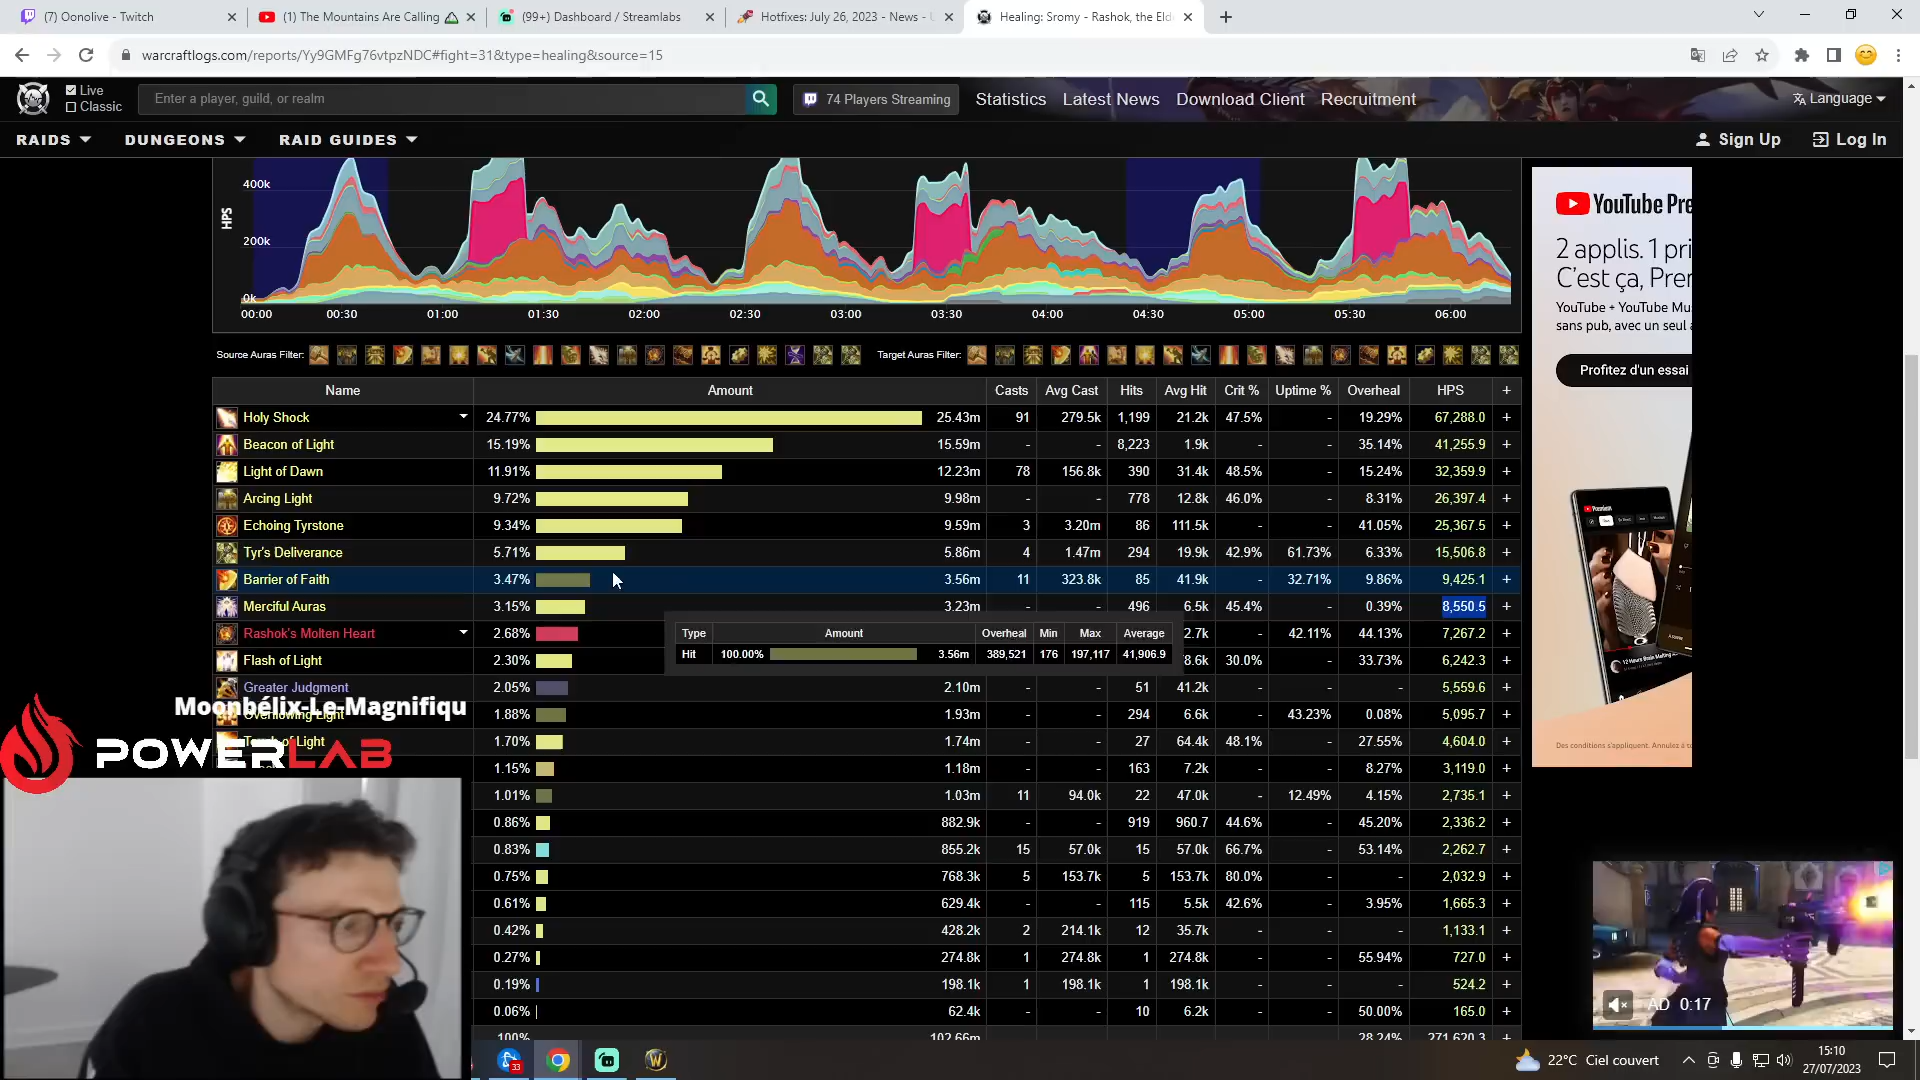 (7) Oonolive - Twitch
(1) The Mountains Are Calling
(99+) Dashboard / Streamlabs
Hotfixes: July 26, 2023 - News -
Healing: Sromy - Rashok, the Eld
warcraftlogs.com/reports/Yy9GMFg76vtpzNDC#fight=31&type=healing&source=15
Live
Classic
Enter a player, guild, or realm
74 Players Streaming
Statistics
Latest News
Download Client
Recruitment
Language
RAIDS
DUNGEONS
RAID GUIDES
Sign Up
Log In
HPS
400k
200k
0k
00:00 00:30 01:00 01:30 02:00 02:30 03:00 03:30 04:00 04:30 05:00 05:30 06:00
Source Auras Filter:
Target Auras Filter:
Name Amount Casts Avg Cast Hits Avg Hit Crit % Uptime % Overheal HPS +
Holy Shock 24.77% 25.43m 91 279.5k 1,199 21.2k 47.5% - 19.29% 67,288.0 +
Beacon of Light 15.19% 15.59m - - 8,223 1.9k - - 35.14% 41,255.9 +
Light of Dawn 11.91% 12.23m 78 156.8k 390 31.4k 48.5% - 15.24% 32,359.9 +
Arcing Light 9.72% 9.98m - - 778 12.8k 46.0% - 8.31% 26,397.4 +
Echoing Tyrstone 9.34% 9.59m 3 3.20m 86 111.5k - - 41.05% 25,367.5 +
Tyr's Deliverance 5.71% 5.86m 4 1.47m 294 19.9k 42.9% 61.73% 6.33% 15,506.8 +
Barrier of Faith 3.47% 3.56m 11 323.8k 85 41.9k - 32.71% 9.86% 9,425.1 +
Merciful Auras 3.15% 3.23m - - 496 6.5k 45.4% - 0.39% 8,550.5 +
Rashok's Molten Heart 2.68% 2.7k - 42.11% 44.13% 7,267.2 +
Type Amount Overheal Min Max Average
Hit 100.00% 3.56m 389,521 176 197,117 41,906.9
Flash of Light 2.30% 8.6k 30.0% - 33.73% 6,242.3 +
Greater Judgment 2.05% 2.10m - - 51 41.2k - - - 5,559.6 +
Overflowing Light 1.88% 1.93m - - 294 6.6k - 43.23% 0.08% 5,095.7 +
Touch of Light 1.70% 1.74m - - 27 64.4k 48.1% - 27.55% 4,604.0 +
1.15% 1.18m - - 163 7.2k - - 8.27% 3,119.0 +
1.01% 1.03m 11 94.0k 22 47.0k - 12.49% 4.15% 2,735.1 +
0.86% 882.9k - - 919 960.7 44.6% - 45.20% 2,336.2 +
0.83% 855.2k 15 57.0k 15 57.0k 66.7% - 53.14% 2,262.7 +
0.75% 768.3k 5 153.7k 5 153.7k 80.0% - - 2,032.9 +
0.61% 629.4k - - 115 5.5k 42.6% - 3.95% 1,665.3 +
0.42% 428.2k 2 214.1k 12 35.7k - - - 1,133.1 +
0.27% 274.8k 1 274.8k 1 274.8k - - 55.94% 727.0 +
0.19% 198.1k 1 198.1k 1 198.1k - - - 524.2 +
0.06% 62.4k - - 10 6.2k - - 50.00% 165.0 +
100% 102.66m 28.24% 271,620.3 +
Moonbélix-Le-Magnifiqu
POWERLAB
YouTube Pre
2 applis. 1 pri
C'est ça, Prem
YouTube + YouTube Mu
sans pub, avec un seul a
Profitez d'un essai
AD 0:17
33
22°C Ciel couvert
15:10
27/07/2023